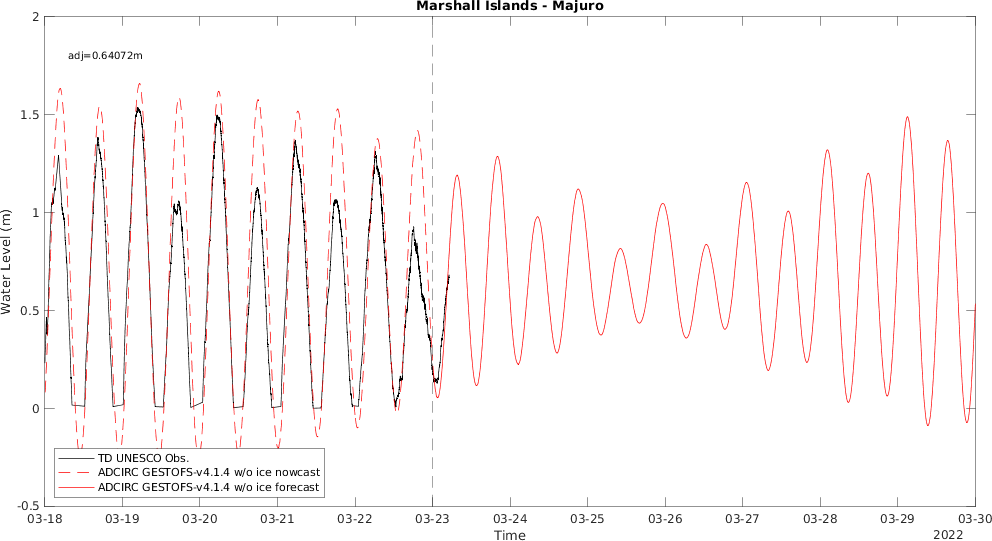 Marshall Islands - Majuro
2
adj=0.64072m
1.5
1
0.5
0
-0.5
Water Level (m)
TD UNESCO Obs.
ADCIRC GESTOFS-v4.1.4 w/o ice nowcast
ADCIRC GESTOFS-v4.1.4 w/o ice forecast
03-18 03-19 03-20 03-21 03-22 03-23 03-24 03-25 03-26 03-27 03-28 03-29 03-30
Time
2022